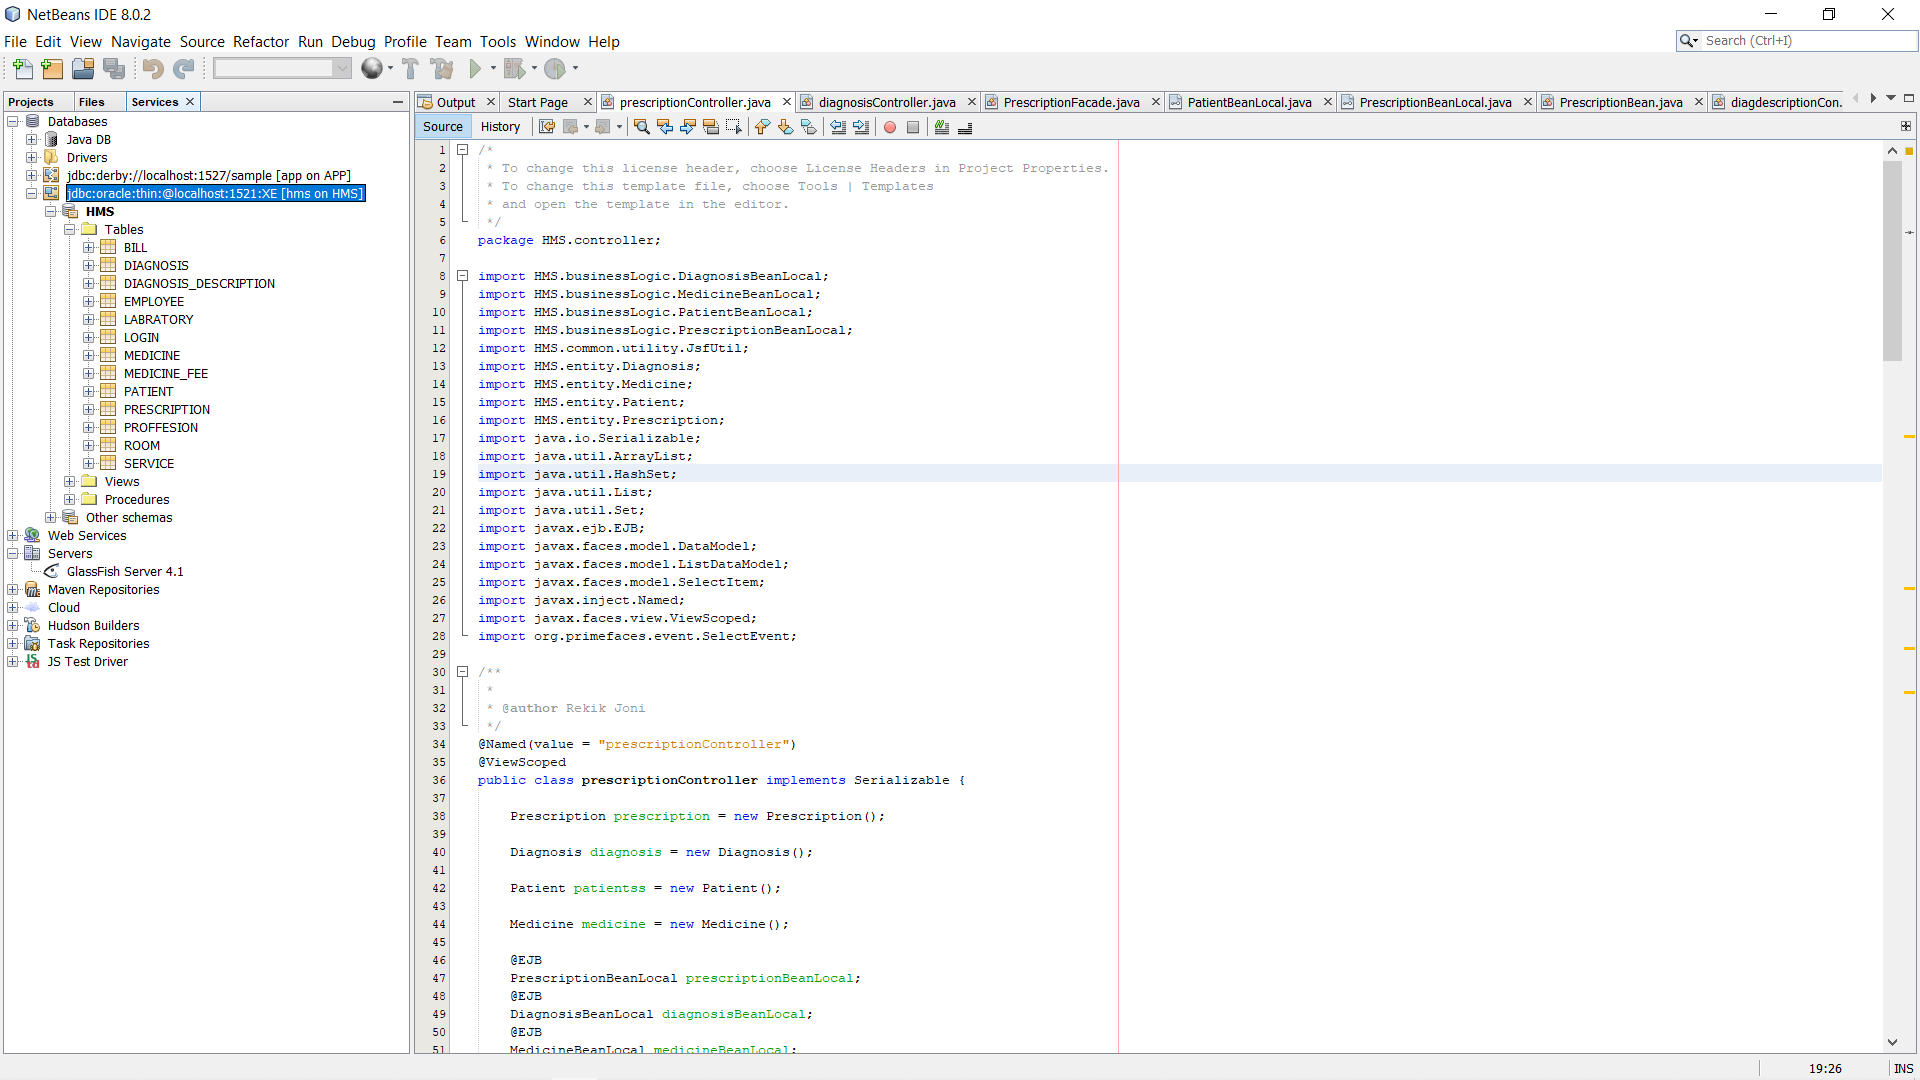 NetBeans IDE 8.0.2
File Edit View Navigate Source Refactor Run Debug Profile Team Tools Window Help
Search (Ctrl+I)
Projects Files Services
Databases
Java DB
Drivers
jdbc:derby://localhost:1527/sample [app on APP]
jdbc:oracle:thin:@localhost:1521:XE [hms on HMS]
HMS
Tables
BILL
DIAGNOSIS
DIAGNOSIS_DESCRIPTION
EMPLOYEE
LABRATORY
LOGIN
MEDICINE
MEDICINE_FEE
PATIENT
PRESCRIPTION
PROFFESION
ROOM
SERVICE
Views
Procedures
Other schemas
Web Services
Servers
GlassFish Server 4.1
Maven Repositories
Cloud
Hudson Builders
Task Repositories
JS Test Driver
Output Start Page prescriptionController.java diagnosisController.java PrescriptionFacade.java PatientBeanLocal.java PrescriptionBeanLocal.java PrescriptionBean.java diagdescriptionCon.
Source History
1 /*
2 * To change this license header, choose License Headers in Project Properties.
3 * To change this template file, choose Tools | Templates
4 * and open the template in the editor.
5 */
6 package HMS.controller;
7
8 import HMS.businessLogic.DiagnosisBeanLocal;
9 import HMS.businessLogic.MedicineBeanLocal;
10 import HMS.businessLogic.PatientBeanLocal;
11 import HMS.businessLogic.PrescriptionBeanLocal;
12 import HMS.common.utility.JsfUtil;
13 import HMS.entity.Diagnosis;
14 import HMS.entity.Medicine;
15 import HMS.entity.Patient;
16 import HMS.entity.Prescription;
17 import java.io.Serializable;
18 import java.util.ArrayList;
19 import java.util.HashSet;
20 import java.util.List;
21 import java.util.Set;
22 import javax.ejb.EJB;
23 import javax.faces.model.DataModel;
24 import javax.faces.model.ListDataModel;
25 import javax.faces.model.SelectItem;
26 import javax.inject.Named;
27 import javax.faces.view.ViewScoped;
28 import org.primefaces.event.SelectEvent;
29
30 /**
31 *
32 * @author Rekik Joni
33 */
34 @Named(value = "prescriptionController")
35 @ViewScoped
36 public class prescriptionController implements Serializable {
37
38 Prescription prescription = new Prescription();
39
40 Diagnosis diagnosis = new Diagnosis();
41
42 Patient patientss = new Patient();
43
44 Medicine medicine = new Medicine();
45
46 @EJB
47 PrescriptionBeanLocal prescriptionBeanLocal;
48 @EJB
49 DiagnosisBeanLocal diagnosisBeanLocal;
50 @EJB
51 MedicineBeanLocal medicineBeanLocal;
19:26 INS